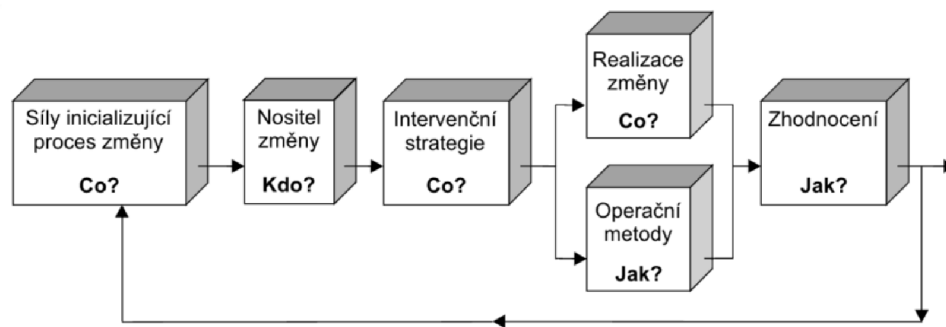 Síly inicializující
proces změny
Co?
Nositel
změny
Kdo?
Intervenční
strategie
Co?
Realizace
změny
Co?
Operační
metody
Jak?
Zhodnocení
Jak?